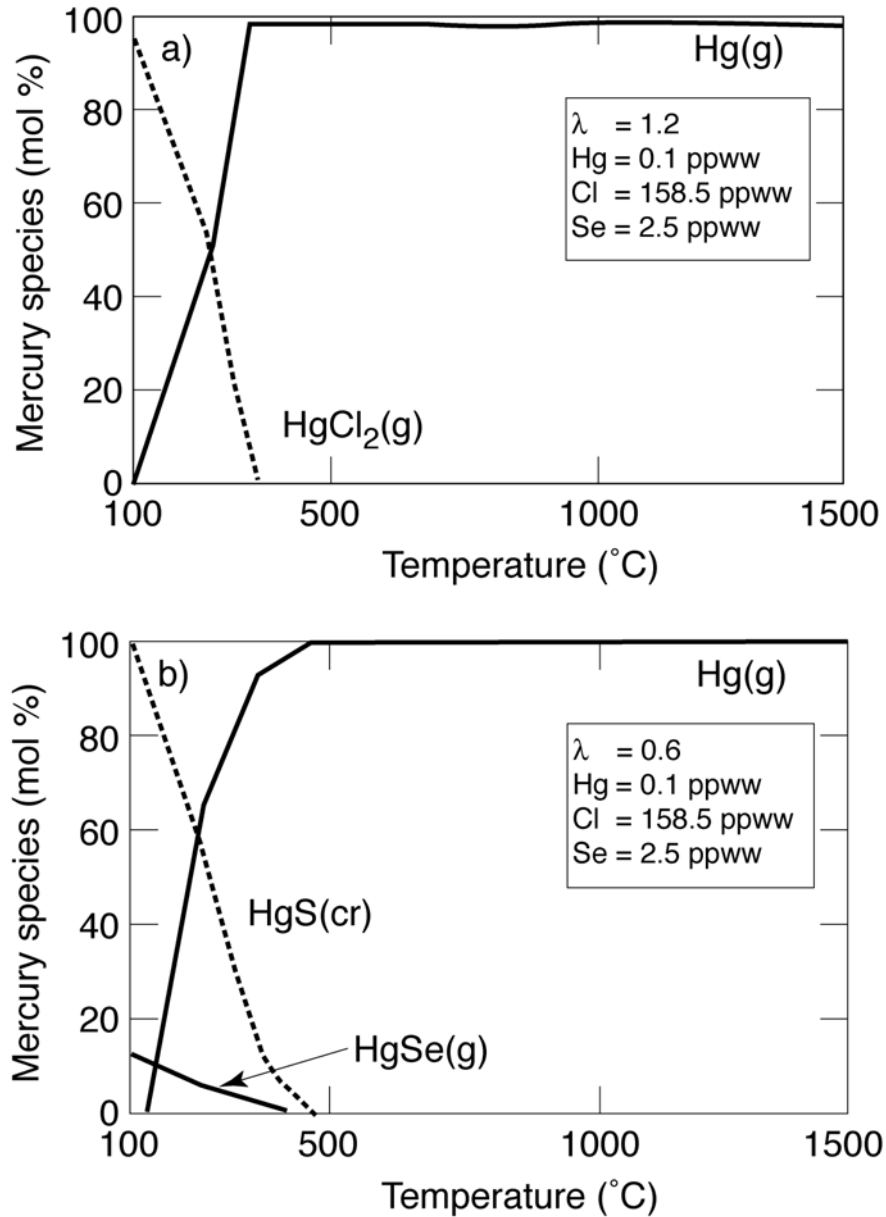 100
80
60
40
20
0
Mercury species (mol %)
a)
Hg(g)
λ = 1.2
Hg = 0.1 ppww
Cl = 158.5 ppww
Se = 2.5 ppww
HgCl₂(g)
100
500
1000
1500
Temperature (˚C)
100
80
60
40
20
0
Mercury species (mol %)
b)
Hg(g)
λ = 0.6
Hg = 0.1 ppww
Cl = 158.5 ppww
Se = 2.5 ppww
HgS(cr)
HgSe(g)
100
500
1000
1500
Temperature (˚C)